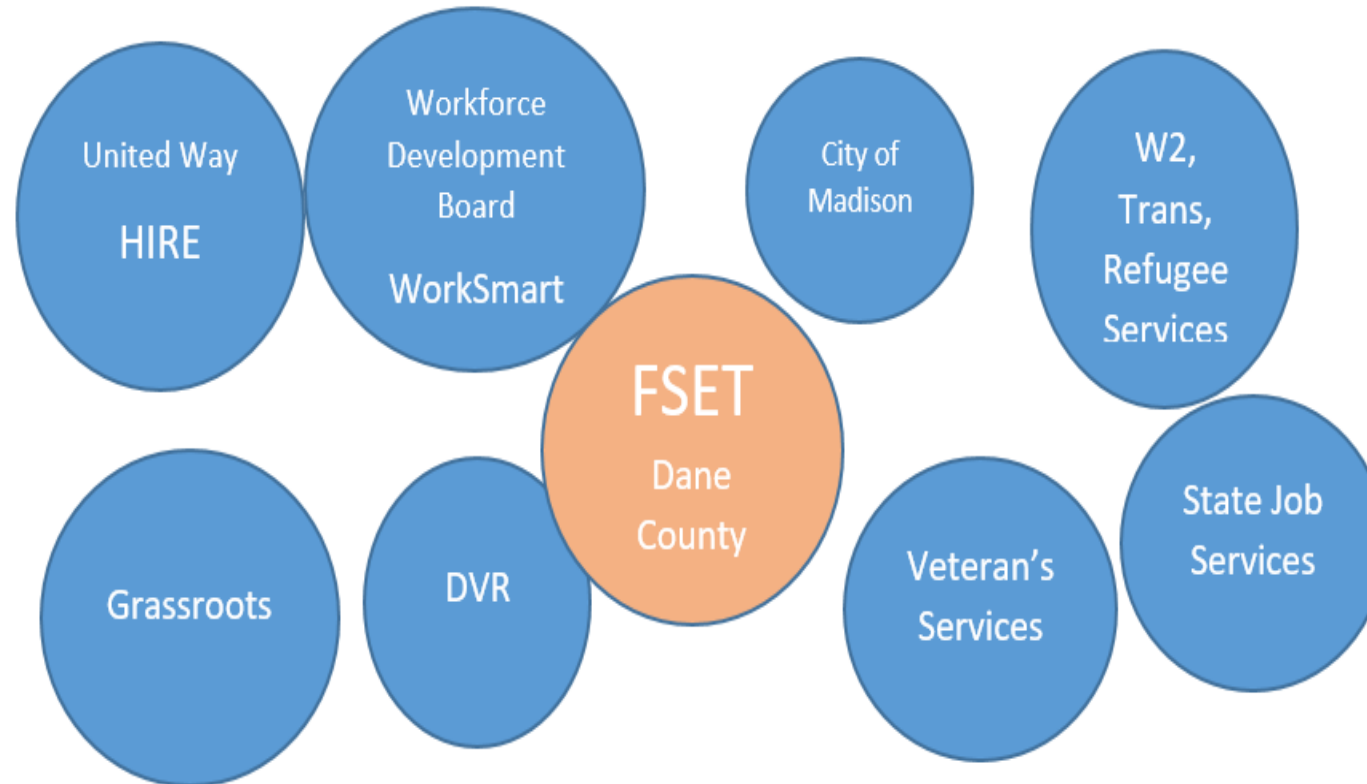 United Way
HIRE
Workforce
Development
Board
WorkSmart
City of
Madison
W2,
Trans,
Refugee
Services
FSET
Dane
County
Grassroots
DVR
Veteran’s
Services
State Job
Services